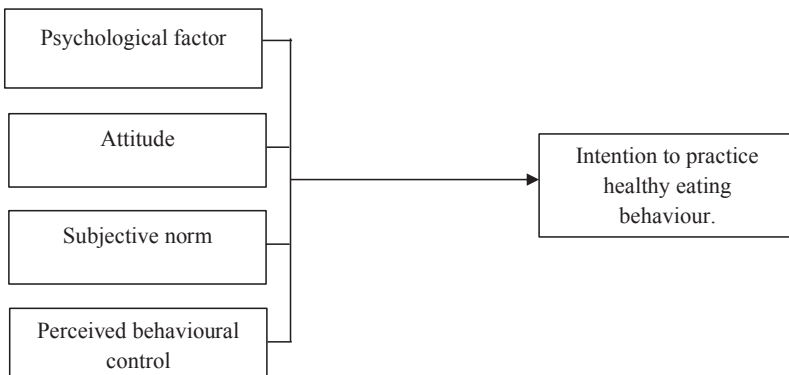 Psychological factor
Attitude
Subjective norm
Perceived behavioural
control
Intention to practice
healthy eating
behaviour.